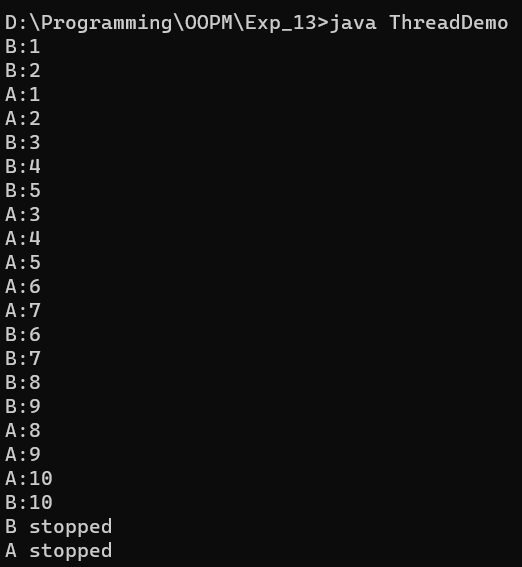 D:\Programming\OOPM\Exp_13>java ThreadDemo
B:1
B:2
A:1
A:2
B:3
B:4
B:5
A:3
A:4
A:5
A:6
A:7
B:6
B:7
B:8
B:9
A:8
A:9
A:10
B:10
B stopped
A stopped